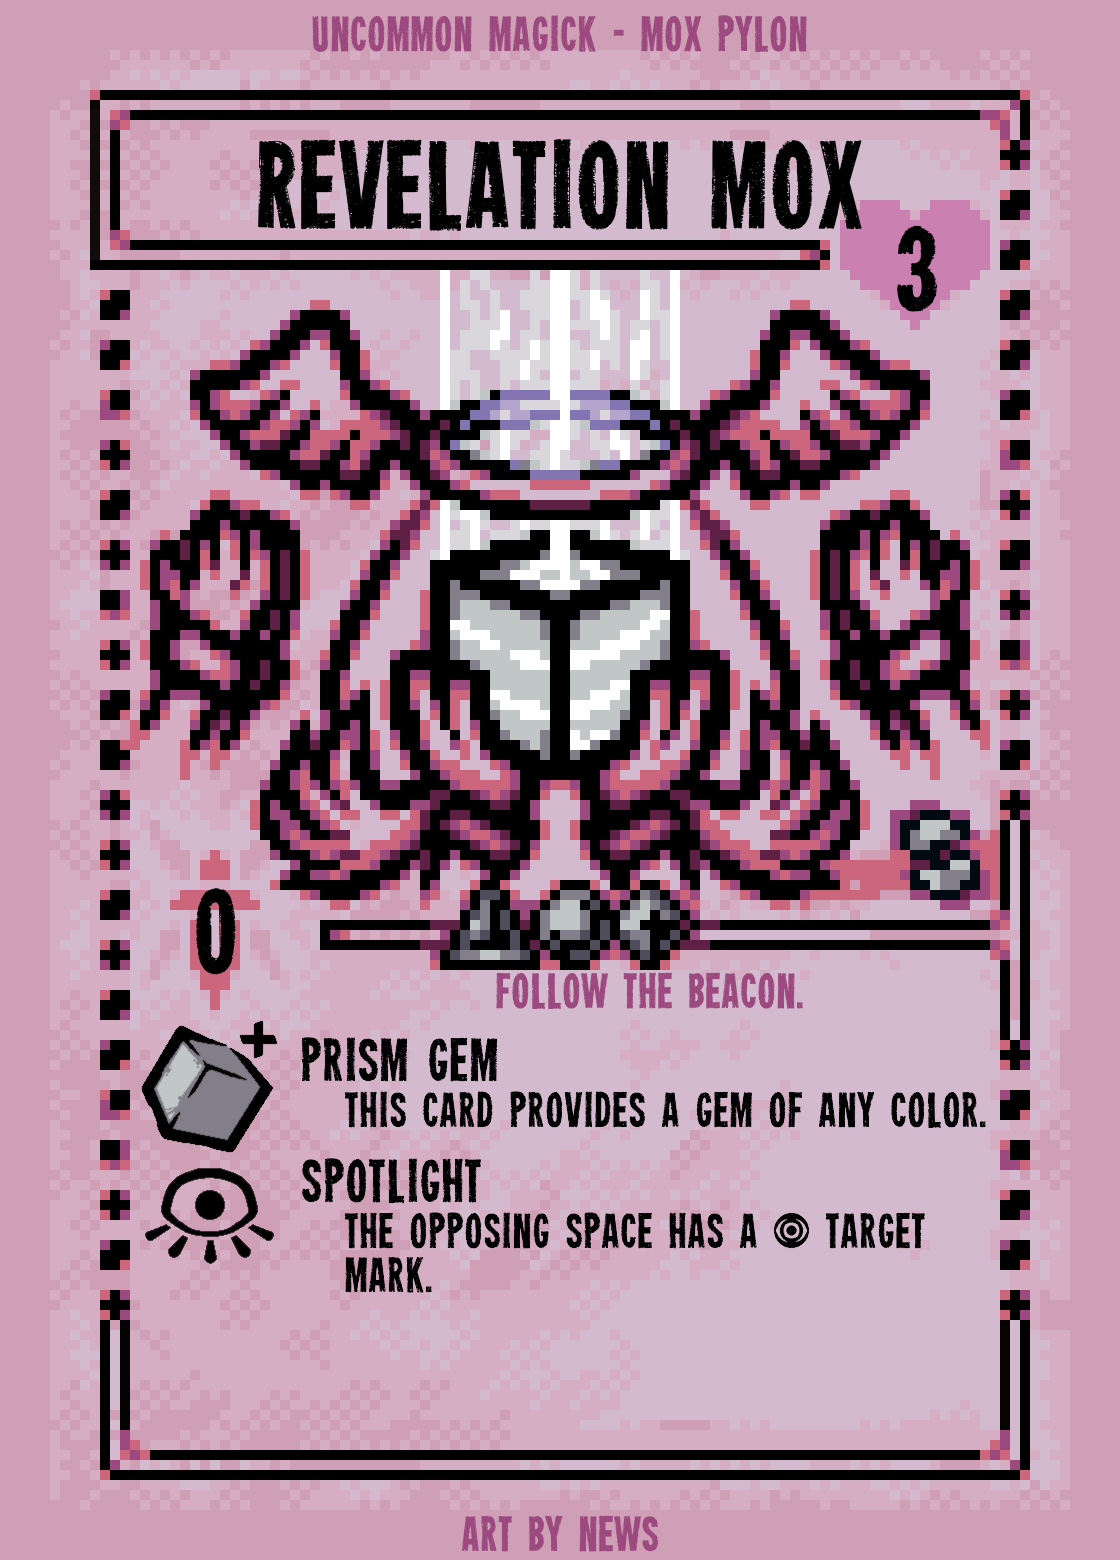 UNCOMMON MAGICK - MOX PYLON
REVELATION MOX
3
0
FOLLOW THE BEACON.
PRISM GEM
THIS CARD PROVIDES A GEM OF ANY COLOR.
SPOTLIGHT
THE OPPOSING SPACE HAS A TARGET
MARK.
ART BY NEWS